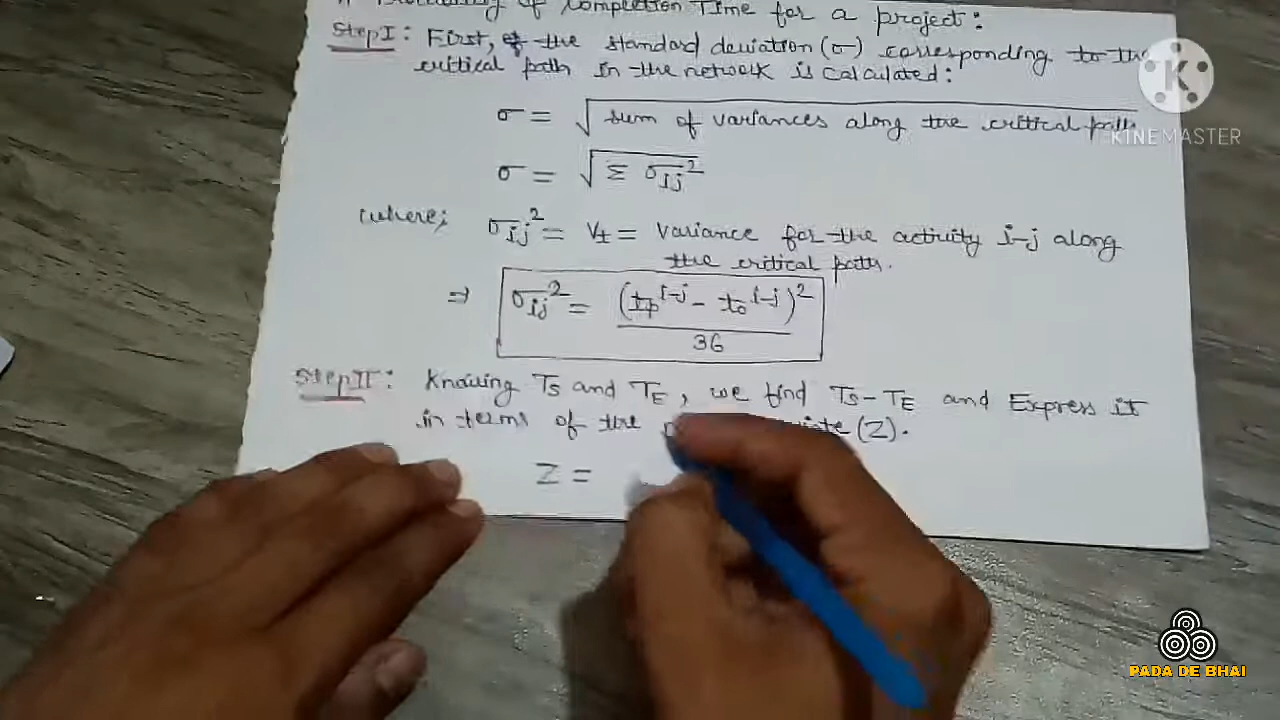 of Completion Time for a project:
Step I: First, of the standard deviation (σ) corresponding to the
critical path in the network is calculated:
σ = √sum of variances along the critical path
σ = √Σ σij²
where; σij² = Vt = Variance for the activity i-j along
the critical path.
⇒ σij² = (tp^i-j - to^i-j)² / 36
Step II: Knowing Ts and TE, we find Ts - TE and Express it
in terms of the (Z).
Z =
K
KINEMASTER
PADA DE BHAI